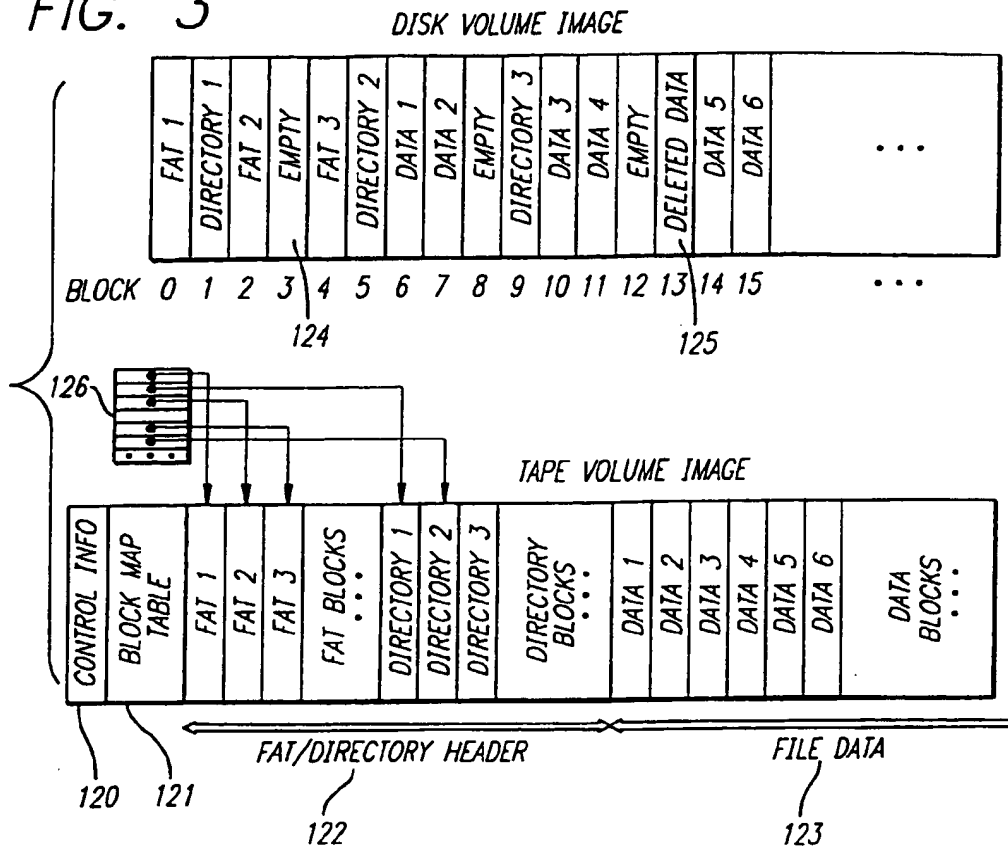 FIG. 3
DISK VOLUME IMAGE
FAT 1
DIRECTORY 1
FAT 2
EMPTY
FAT 3
DIRECTORY 2
DATA 1
DATA 2
EMPTY
DIRECTORY 3
DATA 3
DATA 4
EMPTY
DELETED DATA
DATA 5
DATA 6
...
BLOCK 0 1 2 3 4 5 6 7 8 9 10 11 12 13 14 15 ...
124
125
126
TAPE VOLUME IMAGE
CONTROL INFO
BLOCK MAP
TABLE
FAT 1
FAT 2
FAT 3
FAT BLOCKS
...
DIRECTORY 1
DIRECTORY 2
DIRECTORY 3
DIRECTORY
BLOCKS
...
DATA 1
DATA 2
DATA 3
DATA 4
DATA 5
DATA 6
DATA
BLOCKS
...
FAT/DIRECTORY HEADER
FILE DATA
120
121
122
123